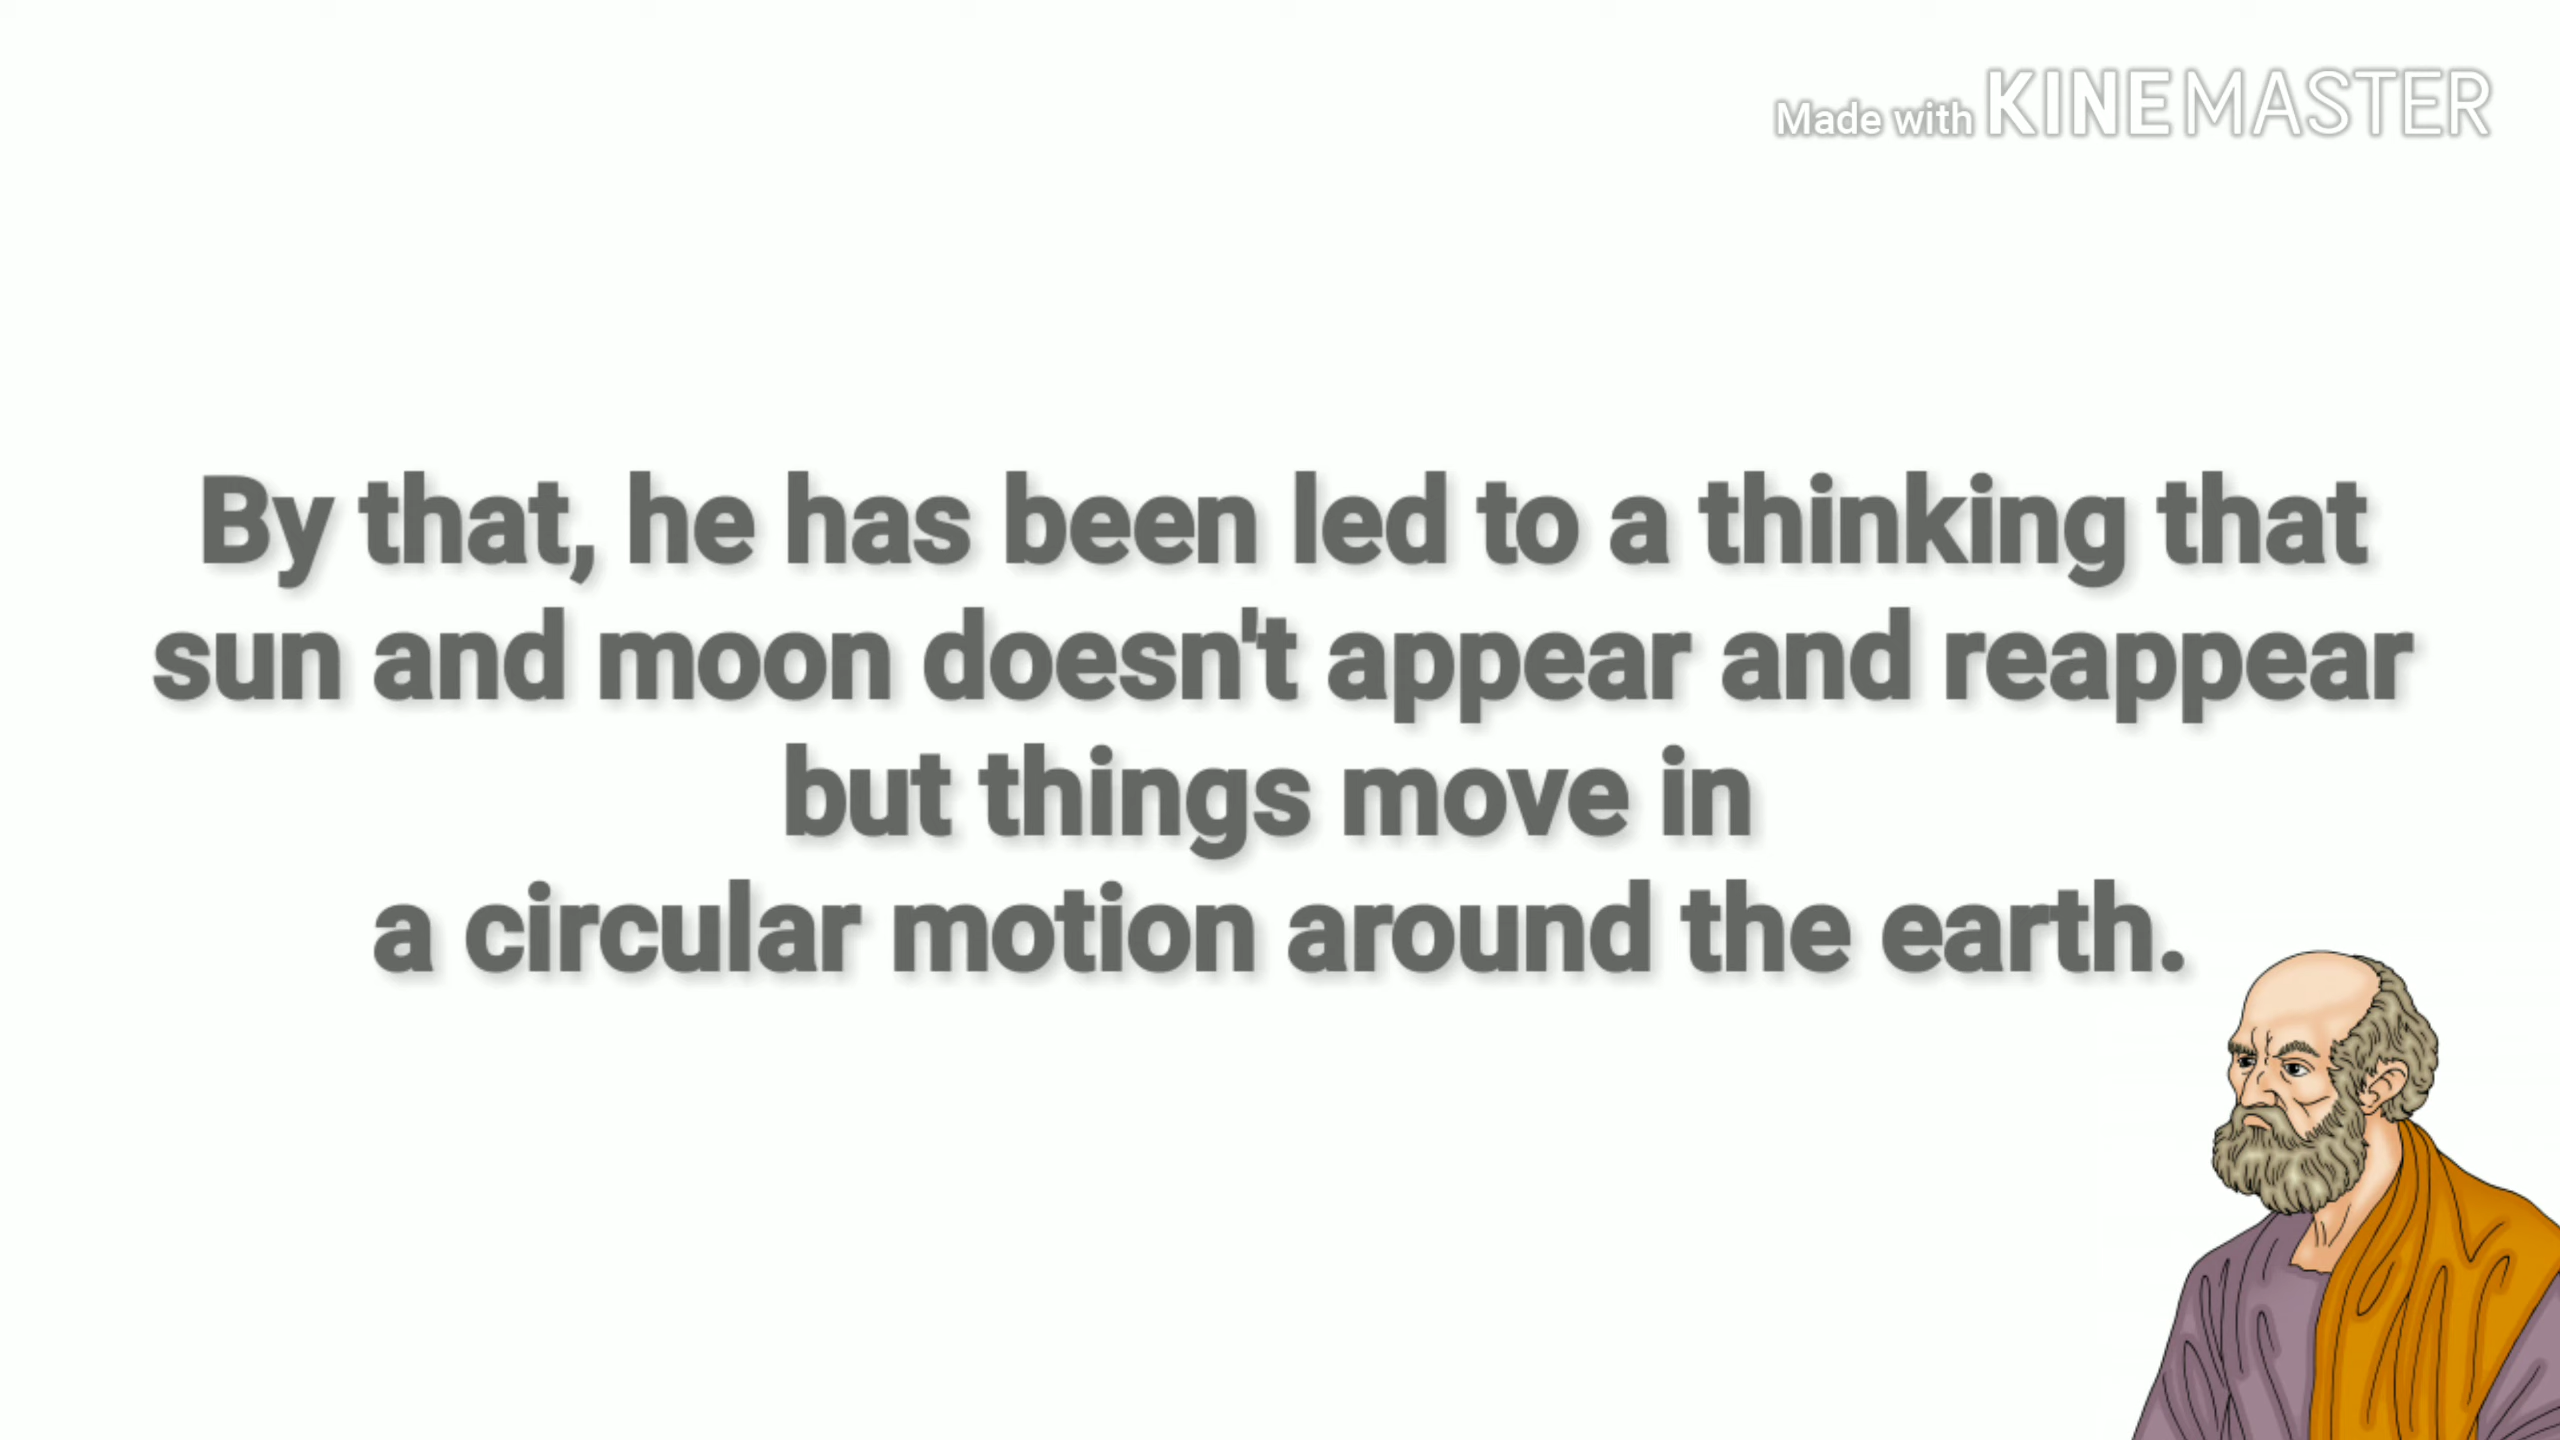 Made with KINEMASTER
By that, he has been led to a thinking that
sun and moon doesn't appear and reappear
but things move in
a circular motion around the earth.